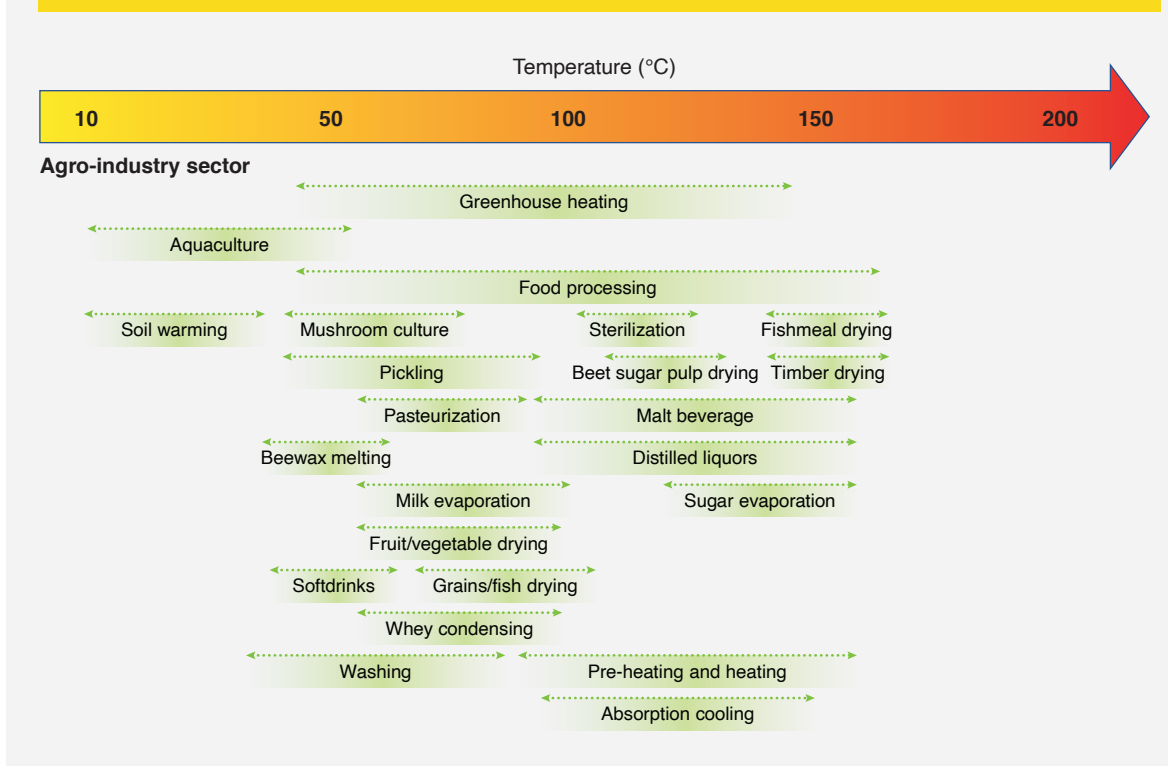 Temperature (°C)
10 50 100 150 200
Agro-industry sector
Greenhouse heating
Aquaculture
Food processing
Soil warming Mushroom culture Sterilization Fishmeal drying
Pickling Beet sugar pulp drying Timber drying
Pasteurization Malt beverage
Beewax melting Distilled liquors
Milk evaporation Sugar evaporation
Fruit/vegetable drying
Softdrinks Grains/fish drying
Whey condensing
Washing Pre-heating and heating
Absorption cooling